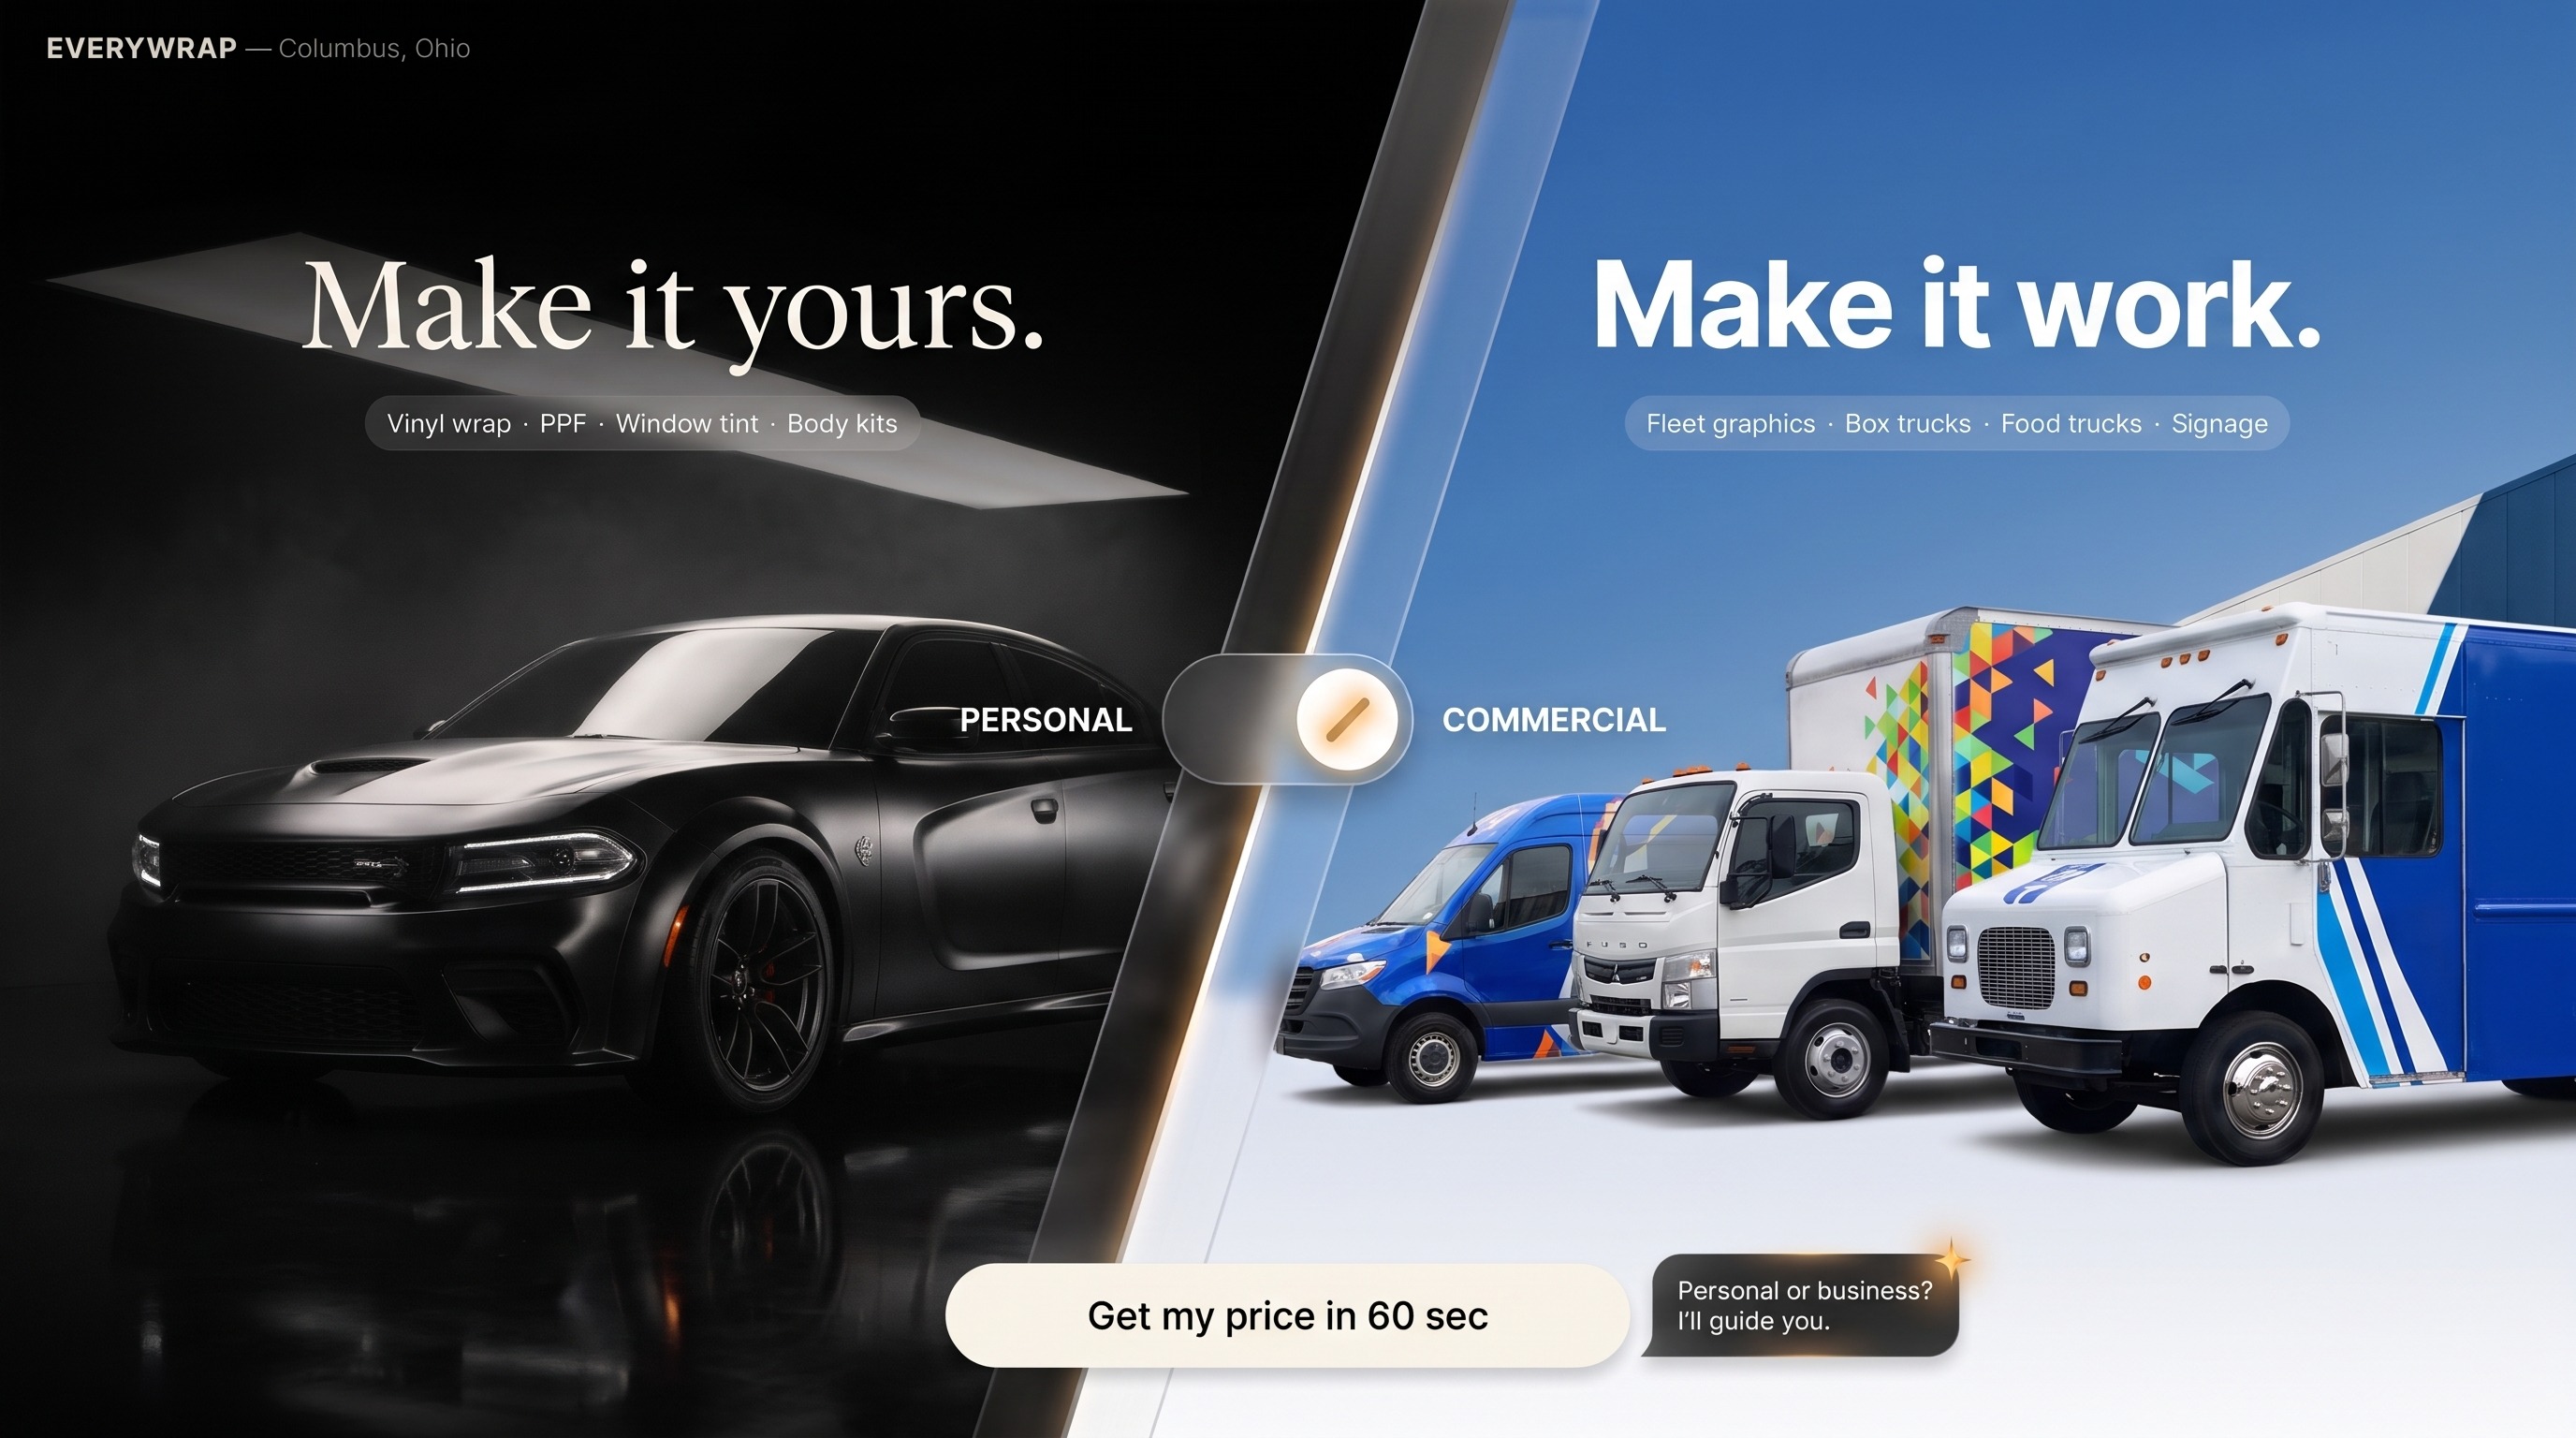 EVERYWRAP — Columbus, Ohio
Make it yours.
Vinyl wrap · PPF · Window tint · Body kits
Make it work.
Fleet graphics · Box trucks · Food trucks · Signage
PERSONAL
COMMERCIAL
FUSO
Get my price in 60 sec
Personal or business?
I'll guide you.